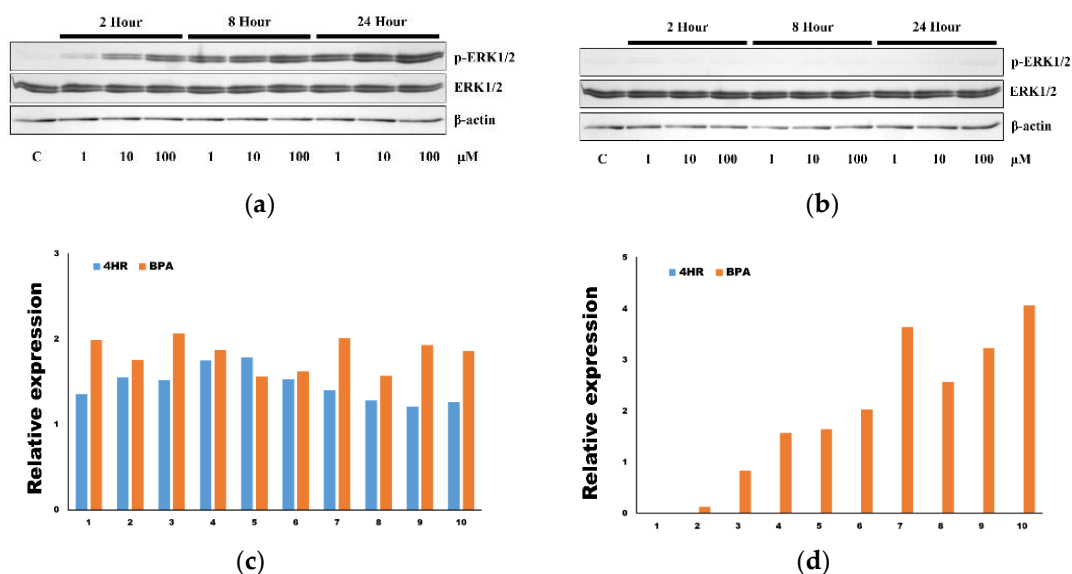 2 Hour 8 Hour 24 Hour
p-ERK1/2
ERK1/2
β-actin
C 1 10 100 1 10 100 1 10 100 μM
(a)
2 Hour 8 Hour 24 Hour
p-ERK1/2
ERK1/2
β-actin
C 1 10 100 1 10 100 1 10 100 μM
(b)
4HR BPA
Relative expression
3
2
1
0
1 2 3 4 5 6 7 8 9 10
(c)
4HR BPA
Relative expression
5
4
3
2
1
0
1 2 3 4 5 6 7 8 9 10
(d)